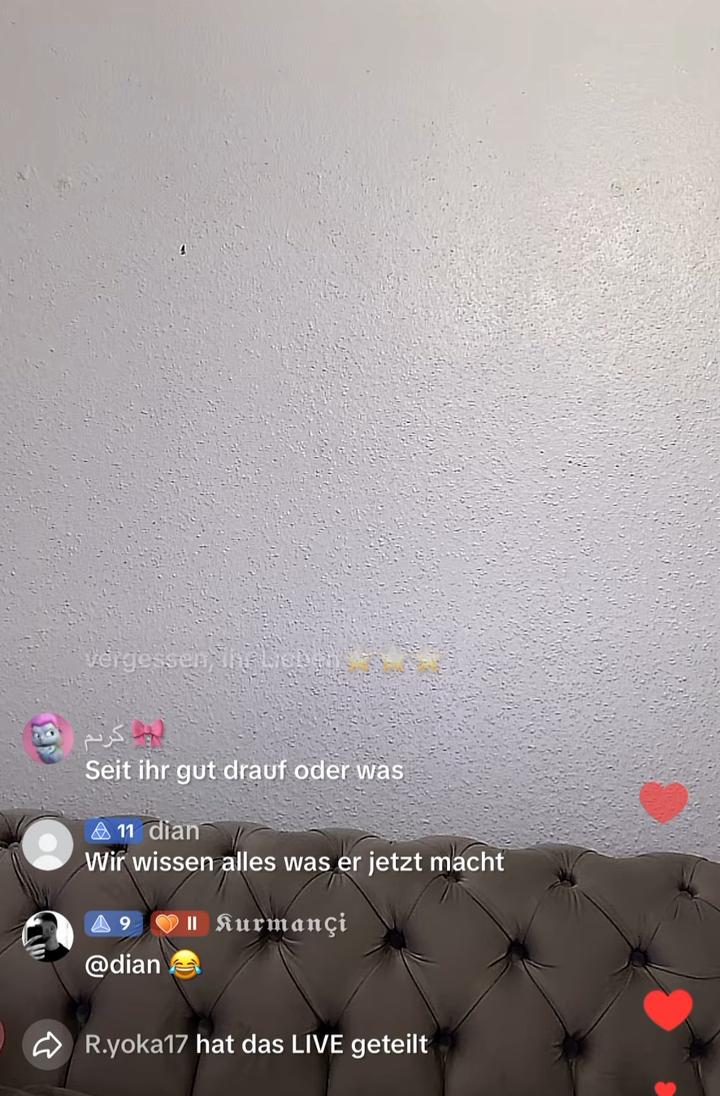 vergessen, ihr Lieben ⭐⭐⭐
كريم 🎀
Seit ihr gut drauf oder was
11 dian
Wir wissen alles was er jetzt macht
9 II 𝕶𝖚𝖗𝖒𝖆𝖓ç𝖎
@dian 😂
R.yoka17 hat das LIVE geteilt